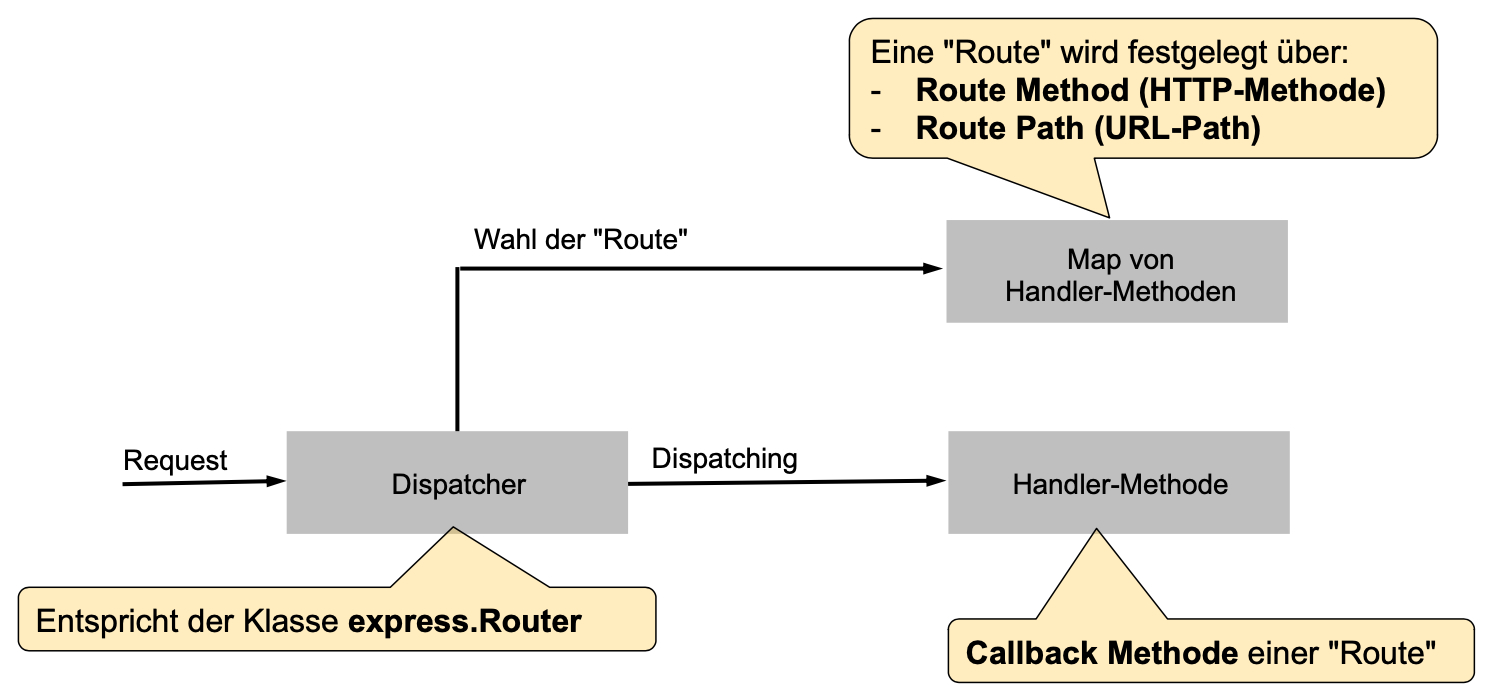 Eine "Route" wird festgelegt über:
- Route Method (HTTP-Methode)
- Route Path (URL-Path)
Wahl der "Route"
Map von
Handler-Methoden
Request
Dispatcher
Dispatching
Handler-Methode
Entspricht der Klasse express.Router
Callback Methode einer "Route"